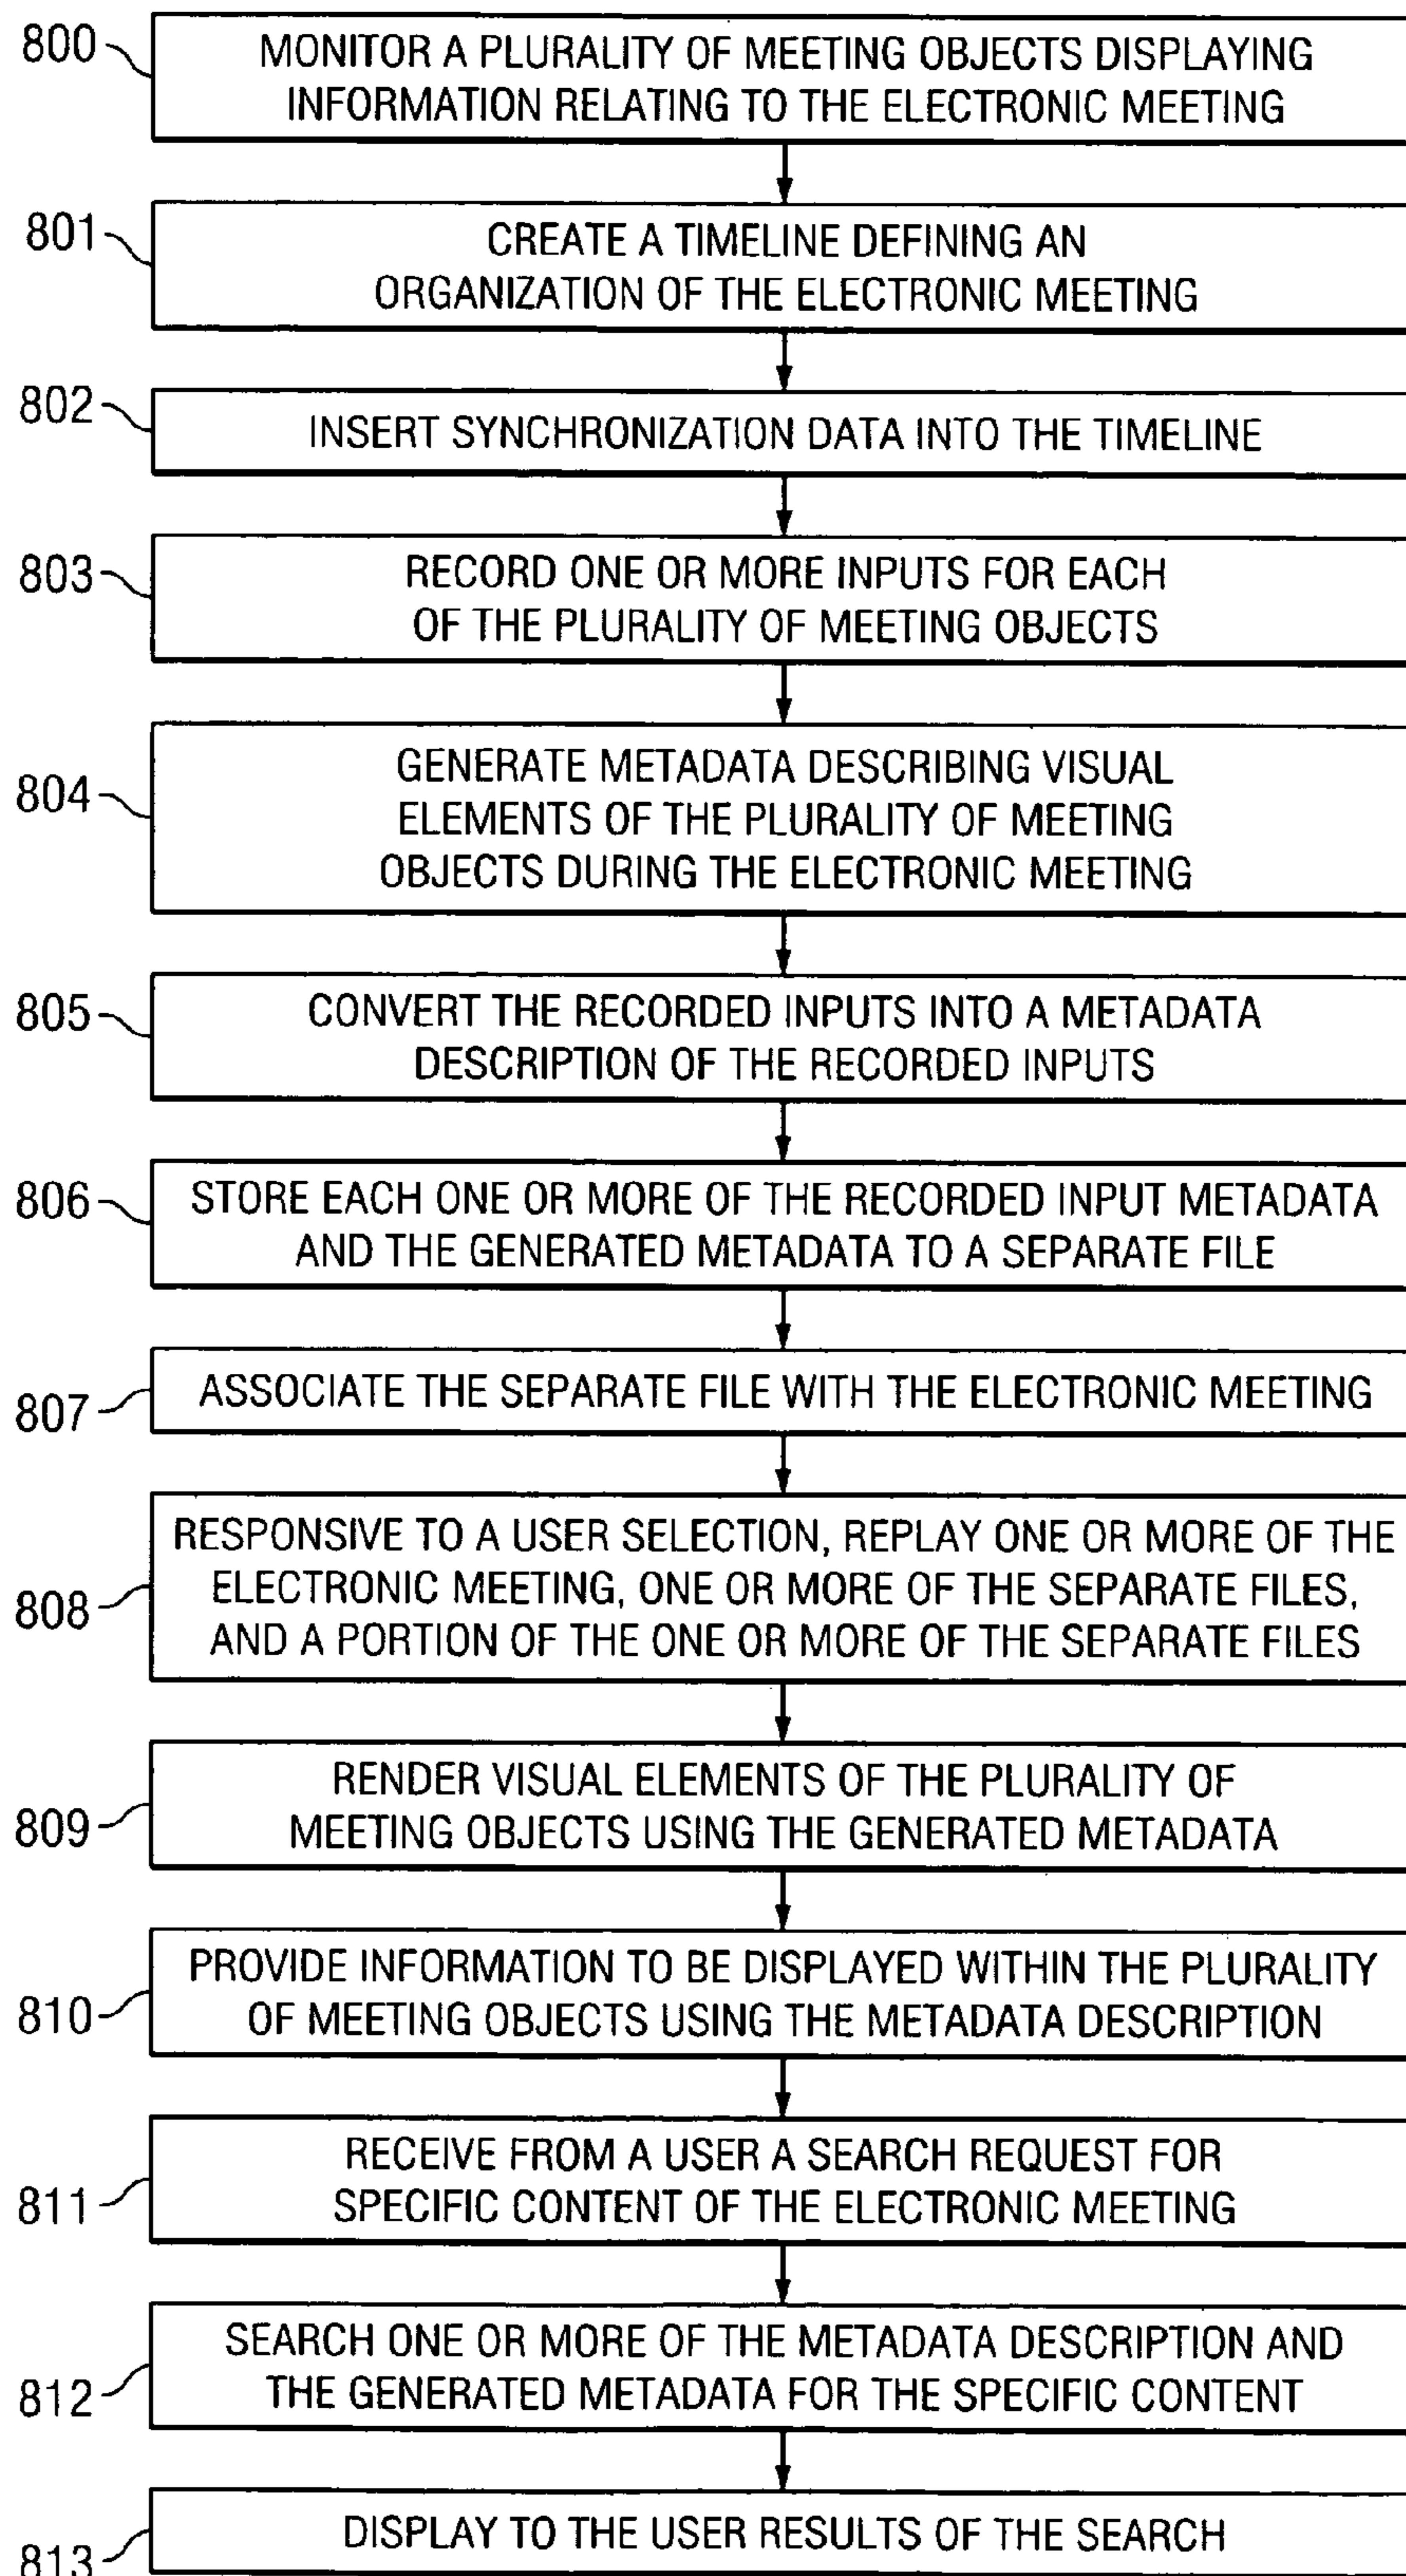 800
MONITOR A PLURALITY OF MEETING OBJECTS DISPLAYING
INFORMATION RELATING TO THE ELECTRONIC MEETING
801
CREATE A TIMELINE DEFINING AN
ORGANIZATION OF THE ELECTRONIC MEETING
802
INSERT SYNCHRONIZATION DATA INTO THE TIMELINE
803
RECORD ONE OR MORE INPUTS FOR EACH
OF THE PLURALITY OF MEETING OBJECTS
804
GENERATE METADATA DESCRIBING VISUAL
ELEMENTS OF THE PLURALITY OF MEETING
OBJECTS DURING THE ELECTRONIC MEETING
805
CONVERT THE RECORDED INPUTS INTO A METADATA
DESCRIPTION OF THE RECORDED INPUTS
806
STORE EACH ONE OR MORE OF THE RECORDED INPUT METADATA
AND THE GENERATED METADATA TO A SEPARATE FILE
807
ASSOCIATE THE SEPARATE FILE WITH THE ELECTRONIC MEETING
808
RESPONSIVE TO A USER SELECTION, REPLAY ONE OR MORE OF THE
ELECTRONIC MEETING, ONE OR MORE OF THE SEPARATE FILES,
AND A PORTION OF THE ONE OR MORE OF THE SEPARATE FILES
809
RENDER VISUAL ELEMENTS OF THE PLURALITY OF
MEETING OBJECTS USING THE GENERATED METADATA
810
PROVIDE INFORMATION TO BE DISPLAYED WITHIN THE PLURALITY
OF MEETING OBJECTS USING THE METADATA DESCRIPTION
811
RECEIVE FROM A USER A SEARCH REQUEST FOR
SPECIFIC CONTENT OF THE ELECTRONIC MEETING
812
SEARCH ONE OR MORE OF THE METADATA DESCRIPTION AND
THE GENERATED METADATA FOR THE SPECIFIC CONTENT
813
DISPLAY TO THE USER RESULTS OF THE SEARCH